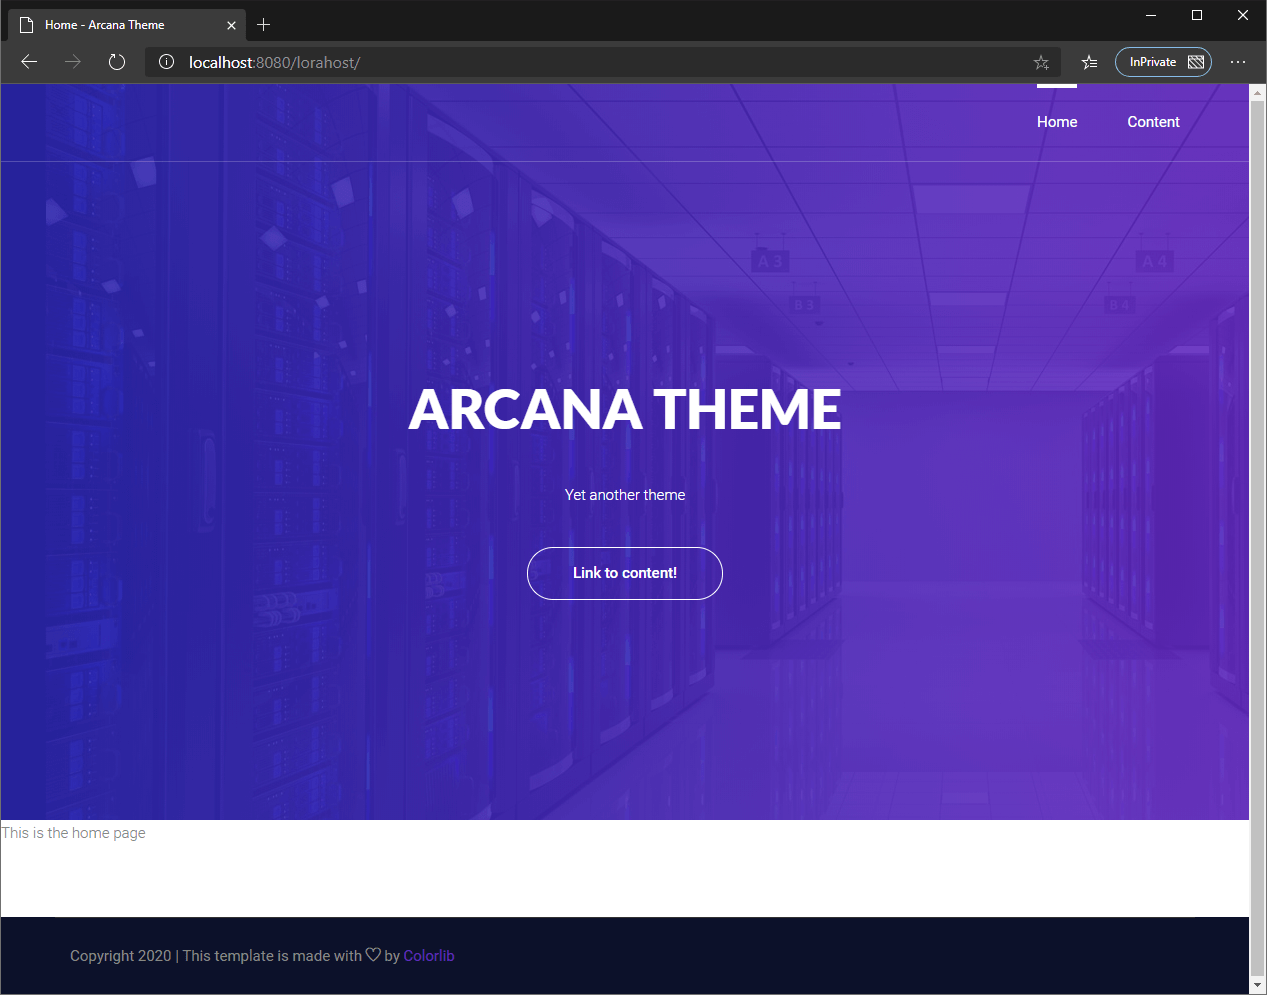 Home - Arcana Theme
localhost:8080/lorahost/
InPrivate
Home
Content
A 3
A 4
B 3
B 4
ARCANA THEME
Yet another theme
Link to content!
This is the home page
Copyright 2020 | This template is made with ♡ by Colorlib